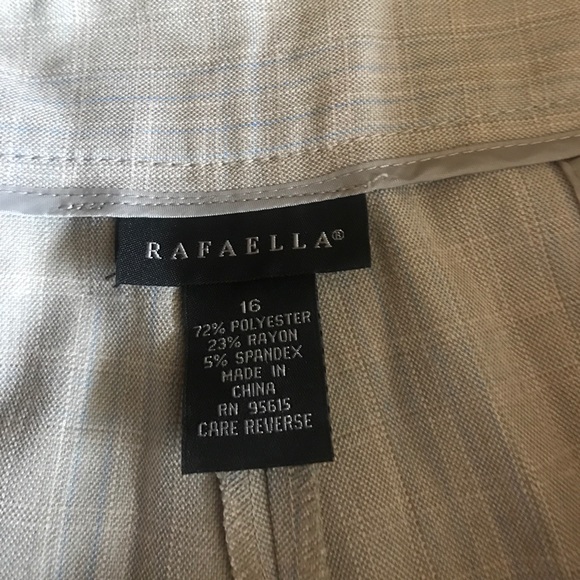 RAFAELLA®
16
72% POLYESTER
23% RAYON
5% SPANDEX
MADE IN
CHINA
RN 95615
CARE REVERSE